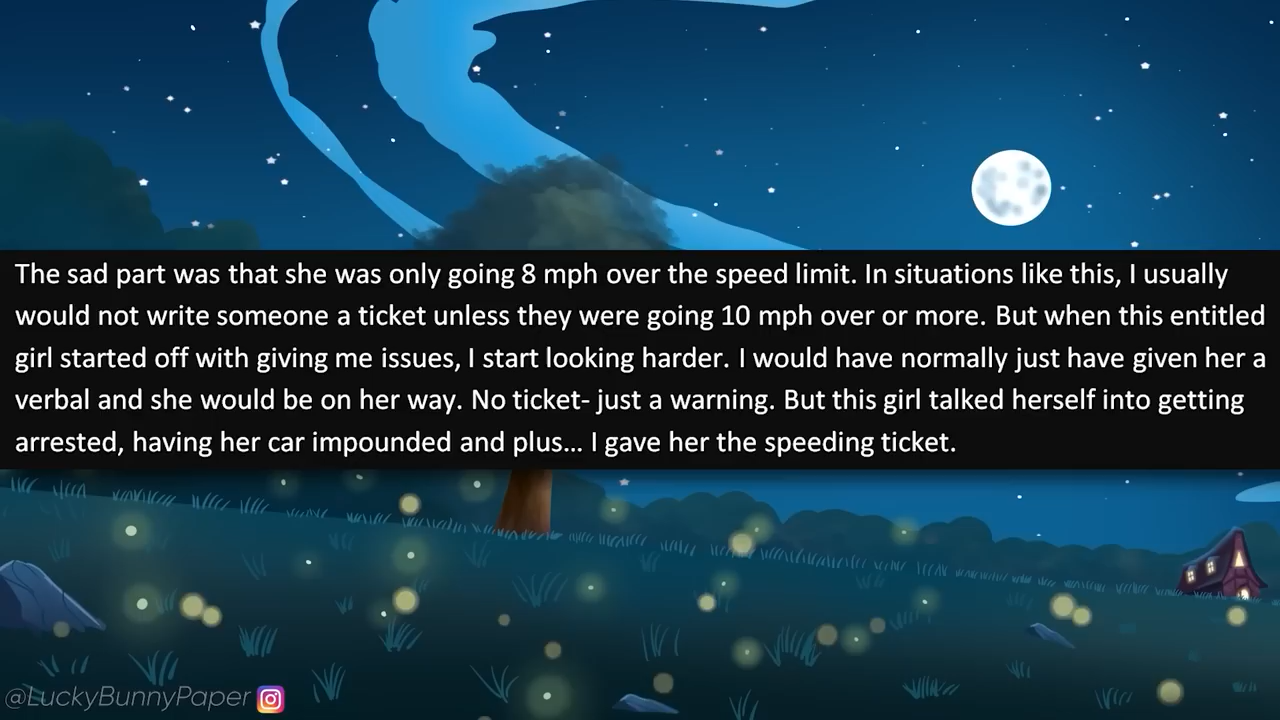 The sad part was that she was only going 8 mph over the speed limit. In situations like this, I usually
would not write someone a ticket unless they were going 10 mph over or more. But when this entitled
girl started off with giving me issues, I start looking harder. I would have normally just have given her a
verbal and she would be on her way. No ticket- just a warning. But this girl talked herself into getting
arrested, having her car impounded and plus… I gave her the speeding ticket.
@LuckyBunnyPaper